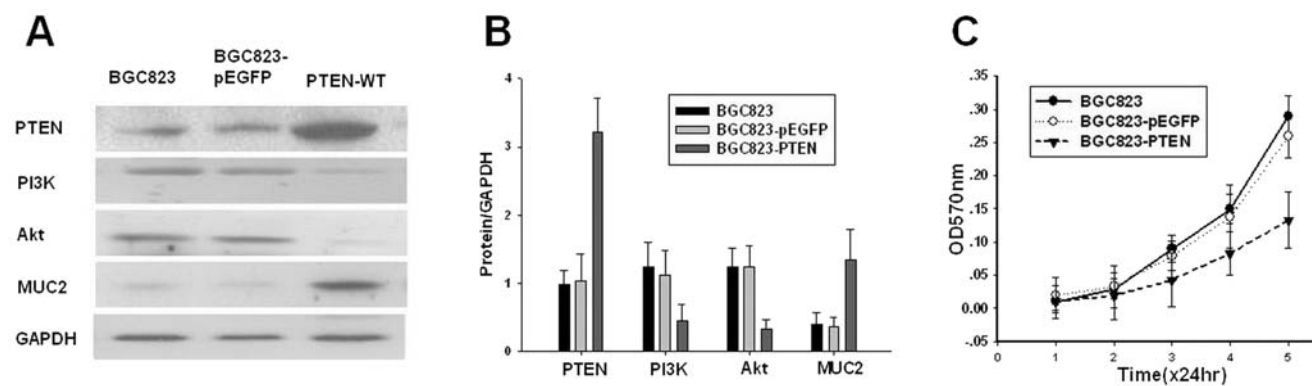 A
BGC823
BGC823-
pEGFP
PTEN-WT
PTEN
PI3K
Akt
MUC2
GAPDH
B
Protein/GAPDH
4
3
2
1
0
BGC823
BGC823-pEGFP
BGC823-PTEN
PTEN
PI3K
Akt
MUC2
C
OD570nm
.35
.30
.25
.20
.15
.10
.05
0.00
-.05
BGC823
BGC823-pEGFP
BGC823-PTEN
0
1
2
3
4
5
Time(x24hr)